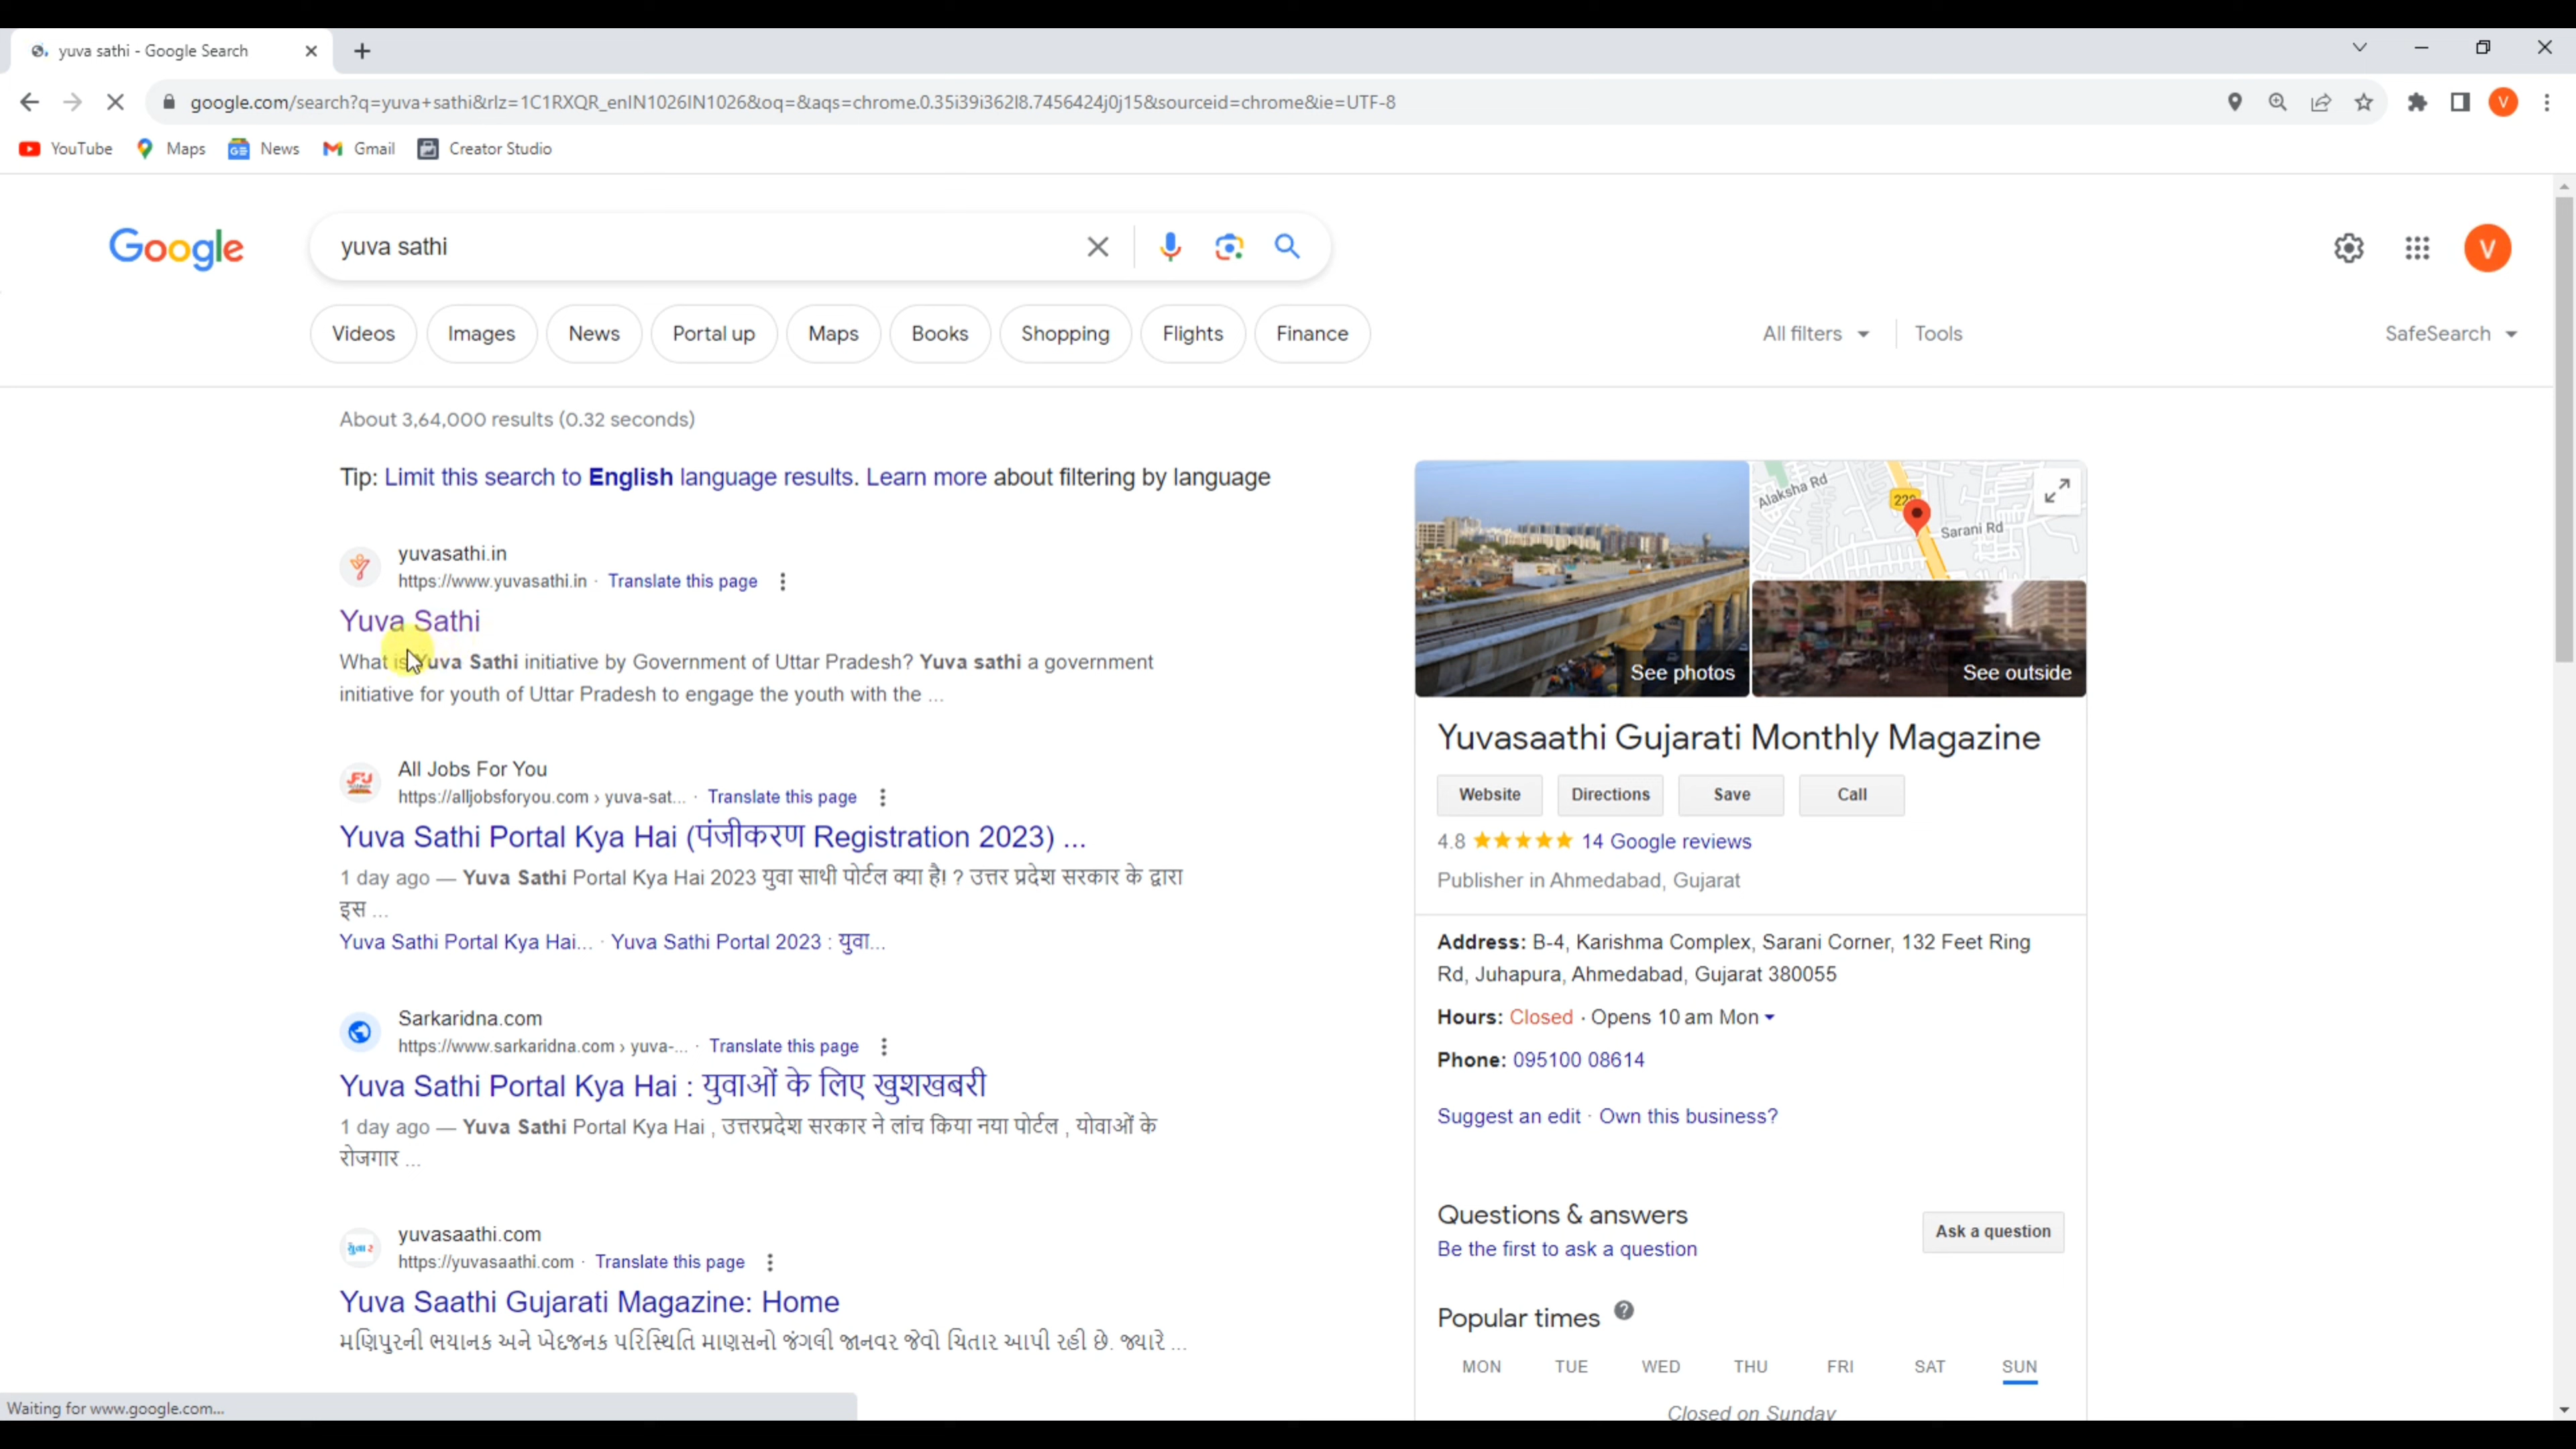 yuva sathi - Google Search
google.com/search?q=yuva+sathi&rlz=1C1RXQR_enIN1026IN1026&oq=&aqs=chrome.0.35i39i362l8.7456424j0j15&sourceid=chrome&ie=UTF-8
V
YouTube Maps News Gmail Creator Studio
Google
yuva sathi
V
Videos Images News Portal up Maps Books Shopping Flights Finance
All filters Tools SafeSearch
About 3,64,000 results (0.32 seconds)
Tip: Limit this search to English language results. Learn more about filtering by language
yuvasathi.in
https://www.yuvasathi.in · Translate this page
Yuva Sathi
What is Yuva Sathi initiative by Government of Uttar Pradesh? Yuva sathi a government
initiative for youth of Uttar Pradesh to engage the youth with the ...
All Jobs For You
https://alljobsforyou.com › yuva-sat... · Translate this page
Yuva Sathi Portal Kya Hai (पंजीकरण Registration 2023) ...
1 day ago — Yuva Sathi Portal Kya Hai 2023 युवा साथी पोर्टल क्या है! ? उत्तर प्रदेश सरकार के द्वारा
इस ...
Yuva Sathi Portal Kya Hai... · Yuva Sathi Portal 2023 : युवा...
Sarkaridna.com
https://www.sarkaridna.com › yuva-... · Translate this page
Yuva Sathi Portal Kya Hai : युवाओं के लिए खुशखबरी
1 day ago — Yuva Sathi Portal Kya Hai , उत्तरप्रदेश सरकार ने लांच किया नया पोर्टल , योवाओं के
रोजगार ...
yuvasaathi.com
https://yuvasaathi.com · Translate this page
Yuva Saathi Gujarati Magazine: Home
મણિપુરની ભયાનક અને ખેદજનક પરિસ્થિતિ માણસનો જંગલી જાનવર જેવો ચિતાર આપી રહી છે. જ્યારે ...
Waiting for www.google.com...
Alaksha Rd
Sarani Rd
See photos
See outside
Yuvasaathi Gujarati Monthly Magazine
Website Directions Save Call
4.8 14 Google reviews
Publisher in Ahmedabad, Gujarat
Address: B-4, Karishma Complex, Sarani Corner, 132 Feet Ring
Rd, Juhapura, Ahmedabad, Gujarat 380055
Hours: Closed · Opens 10 am Mon
Phone: 095100 08614
Suggest an edit · Own this business?
Questions & answers
Be the first to ask a question
Ask a question
Popular times
MON TUE WED THU FRI SAT SUN
Closed on Sunday